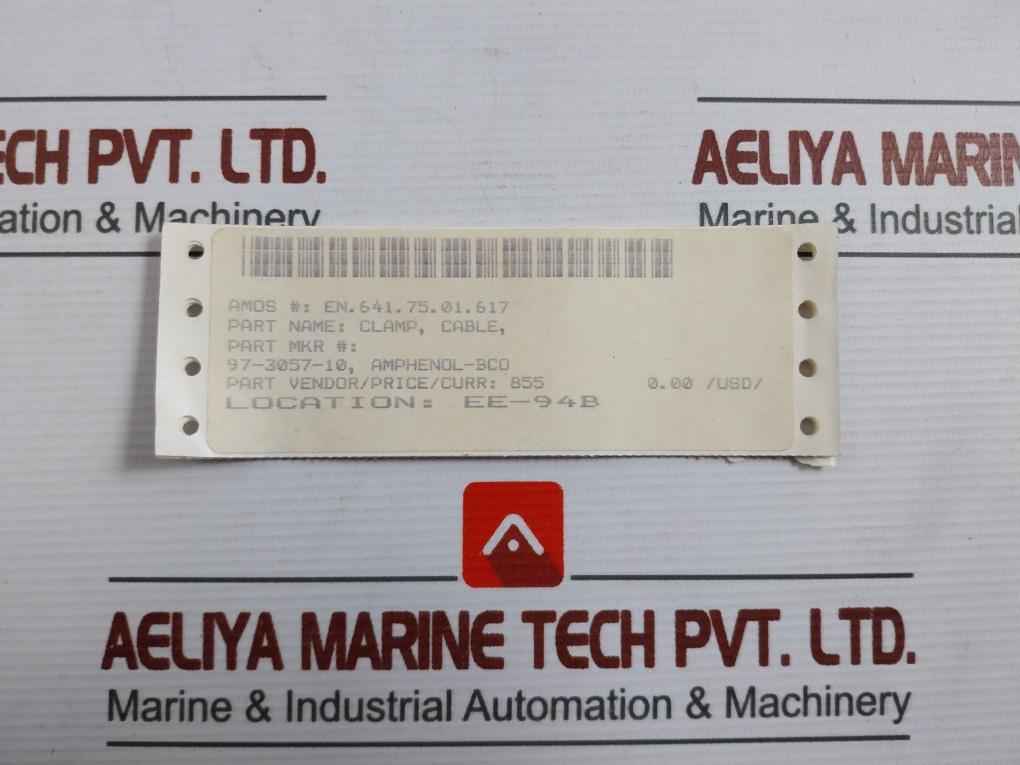 ECH PVT. LTD.
ation & Machinery
AELIYA MARIN
Marine & Industrial
AMOS #: EN.641.75.01.617
PART NAME: CLAMP, CABLE,
PART MKR #:
97-3057-10, AMPHENOL-BCO
PART VENDOR/PRICE/CURR: 855 0.00 /USD/
LOCATION: EE-94B
AELIYA MARINE TECH PVT. LTD.
Marine & Industrial Automation & Machinery